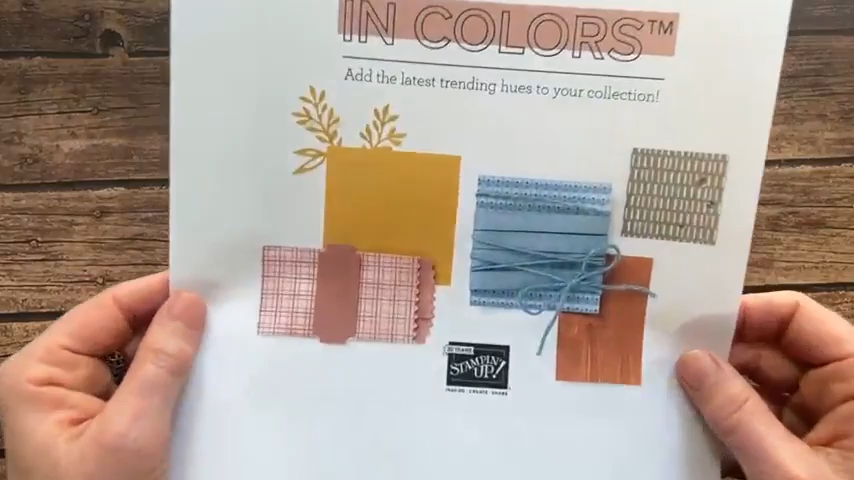 IN COLORS™
Add the latest trending hues to your collection!
STAMPIN' UP!